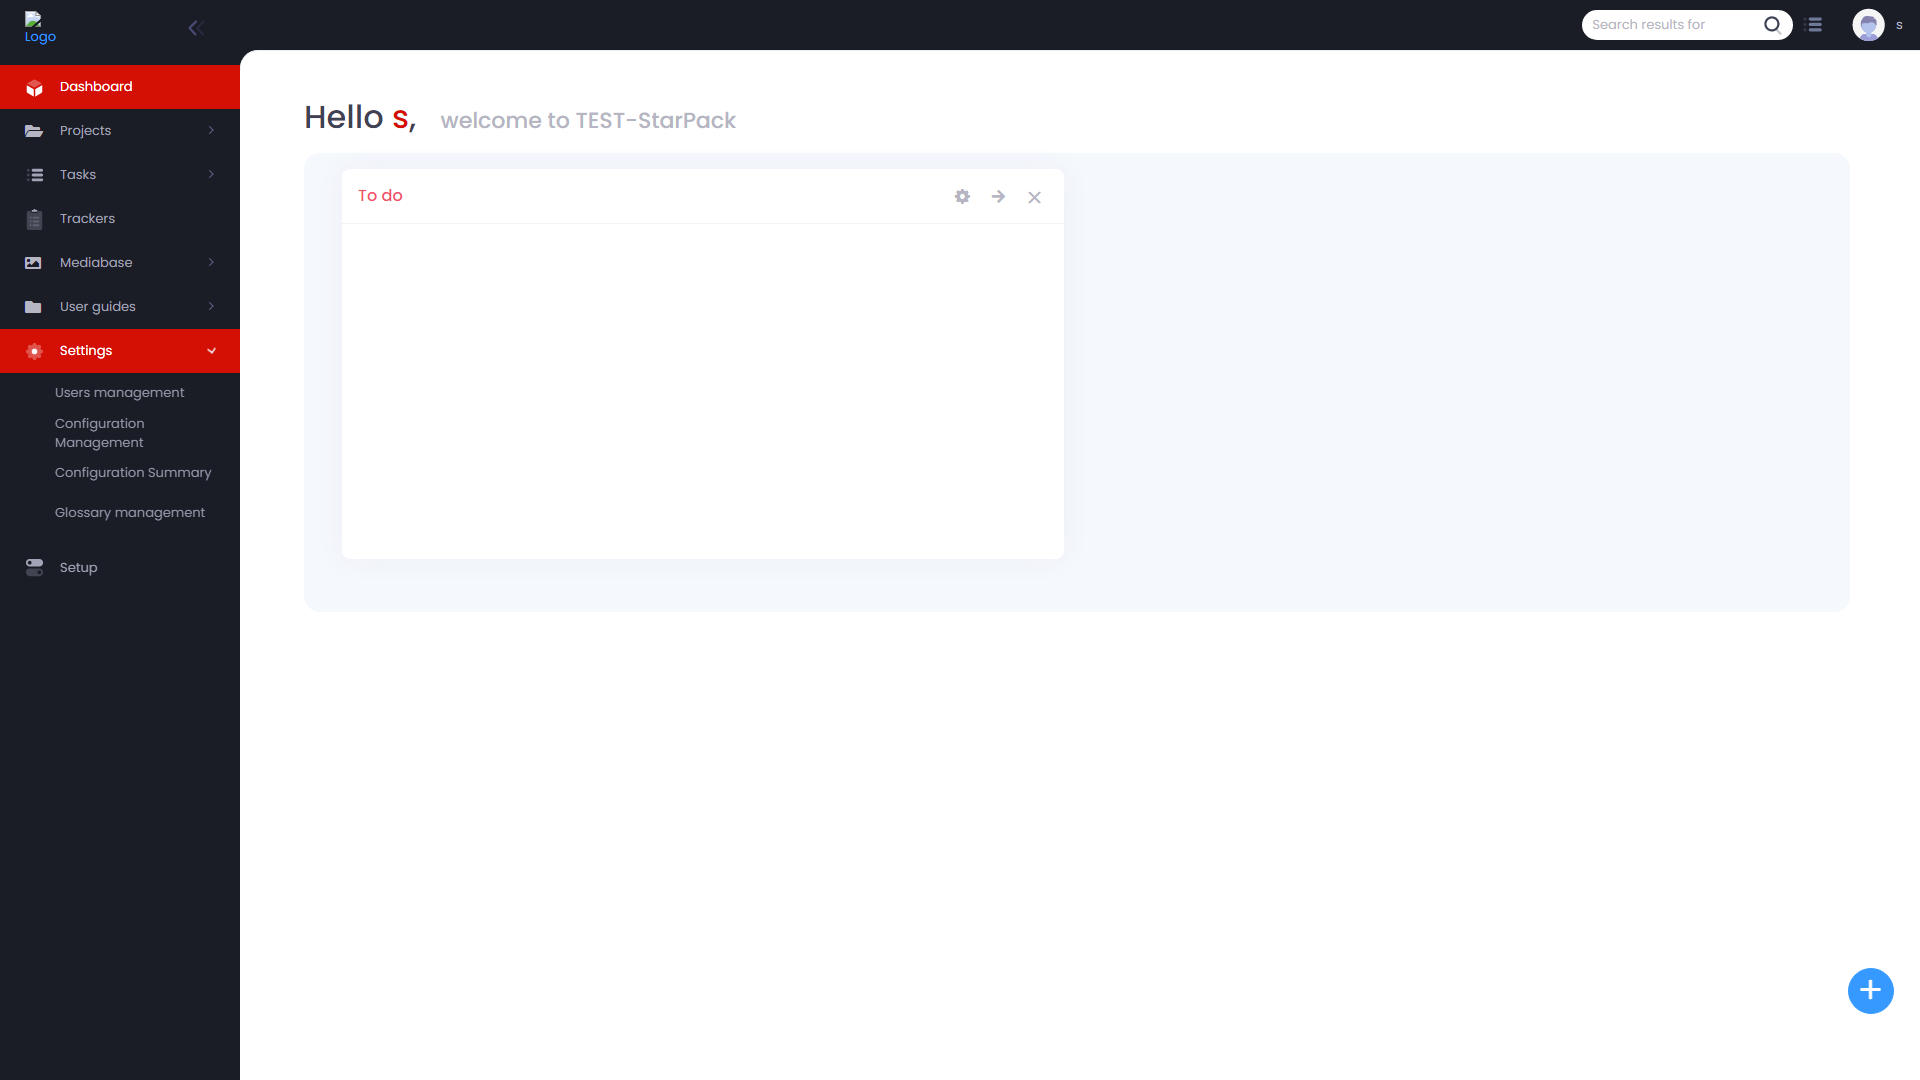 Logo
Search results for
s
Dashboard
Projects
Tasks
Trackers
Mediabase
User guides
Settings
Users management
Configuration
Management
Configuration Summary
Glossary management
Setup
Hello s, welcome to TEST-StarPack
To do